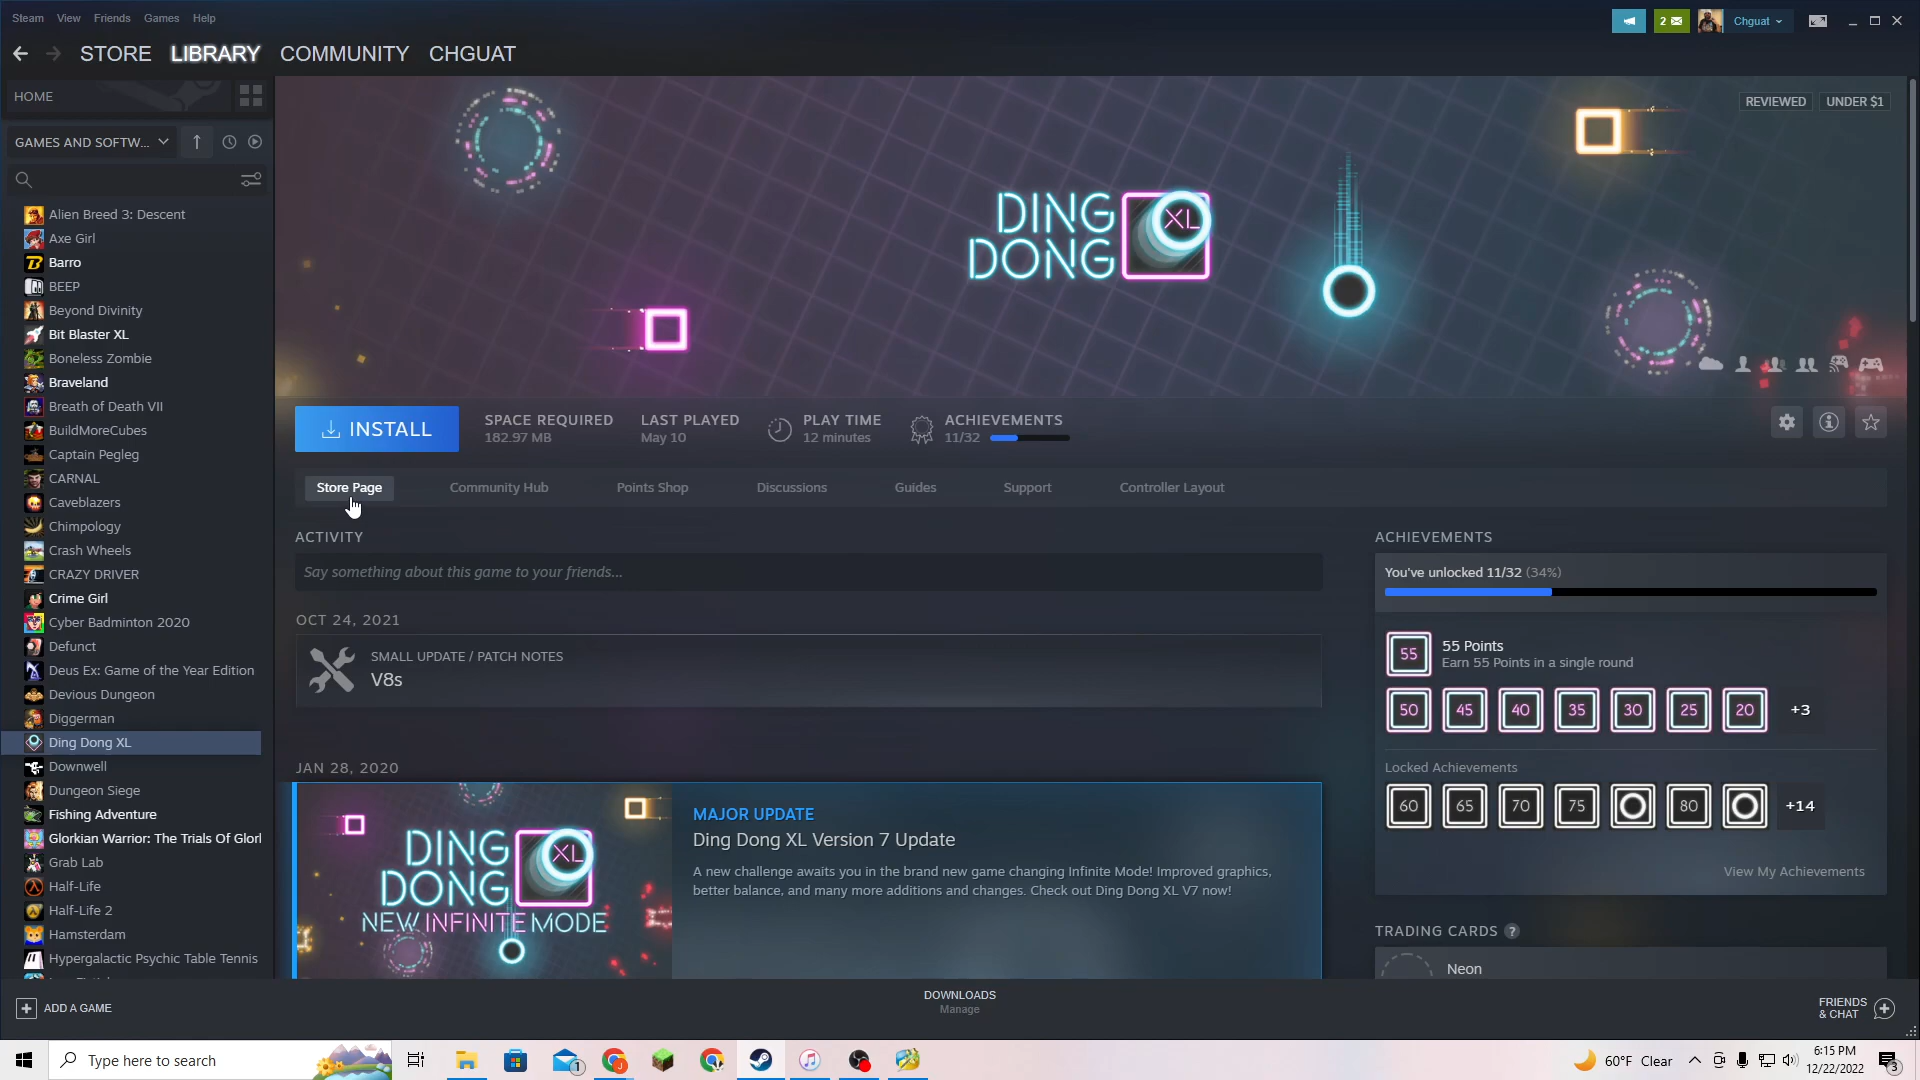 Steam View Friends Games Help
2
Chguat
STORE LIBRARY COMMUNITY CHGUAT
HOME
GAMES AND SOFTW...
Alien Breed 3: Descent
Axe Girl
Barro
BEEP
Beyond Divinity
Bit Blaster XL
Boneless Zombie
Braveland
Breath of Death VII
BuildMoreCubes
Captain Pegleg
CARNAL
Caveblazers
Chimpology
Crash Wheels
CRAZY DRIVER
Crime Girl
Cyber Badminton 2020
Defunct
Deus Ex: Game of the Year Edition
Devious Dungeon
Diggerman
Ding Dong XL
Downwell
Dungeon Siege
Fishing Adventure
Glorkian Warrior: The Trials Of Glorl
Grab Lab
Half-Life
Half-Life 2
Hamsterdam
Hypergalactic Psychic Table Tennis
REVIEWED UNDER $1
DING
DONG
XL
INSTALL
SPACE REQUIRED
182.97 MB
LAST PLAYED
May 10
PLAY TIME
12 minutes
ACHIEVEMENTS
11/32
Store Page Community Hub Points Shop Discussions Guides Support Controller Layout
ACTIVITY
Say something about this game to your friends...
OCT 24, 2021
SMALL UPDATE / PATCH NOTES
V8s
JAN 28, 2020
DING
DONG
XL
NEW INFINITE MODE
MAJOR UPDATE
Ding Dong XL Version 7 Update
A new challenge awaits you in the brand new game changing Infinite Mode! Improved graphics,
better balance, and many more additions and changes. Check out Ding Dong XL V7 now!
ACHIEVEMENTS
You've unlocked 11/32 (34%)
55
55 Points
Earn 55 Points in a single round
50 45 40 35 30 25 20 +3
Locked Achievements
60 65 70 75 80 +14
View My Achievements
TRADING CARDS ?
Neon
ADD A GAME
DOWNLOADS
Manage
FRIENDS
& CHAT
Type here to search
1
J
60°F Clear
6:15 PM
12/22/2022
3